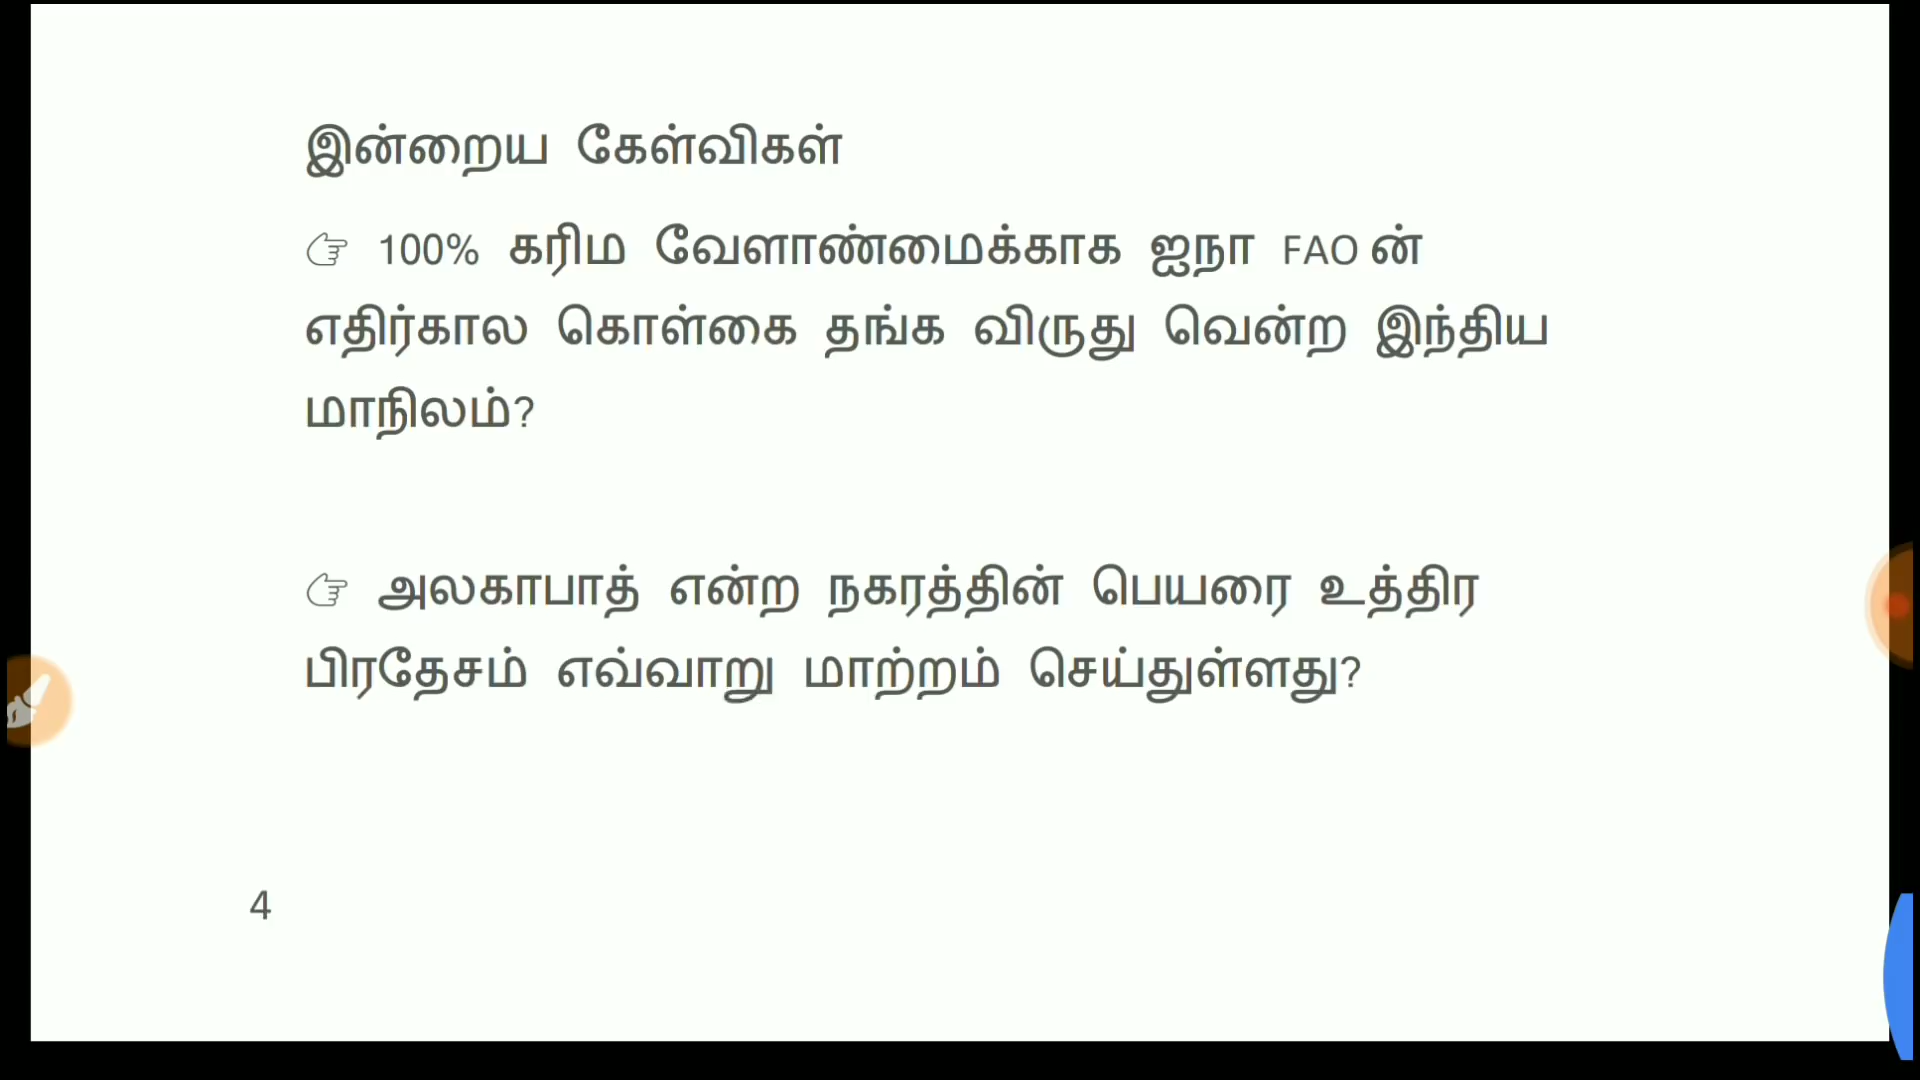 இன்றைய கேள்விகள்
👉 100% கரிம வேளாண்மைக்காக ஐநா FAO ன்
எதிர்கால கொள்கை தங்க விருது வென்ற இந்திய
மாநிலம்?
👉 அலகாபாத் என்ற நகரத்தின் பெயரை உத்திர
பிரதேசம் எவ்வாறு மாற்றம் செய்துள்ளது?
4